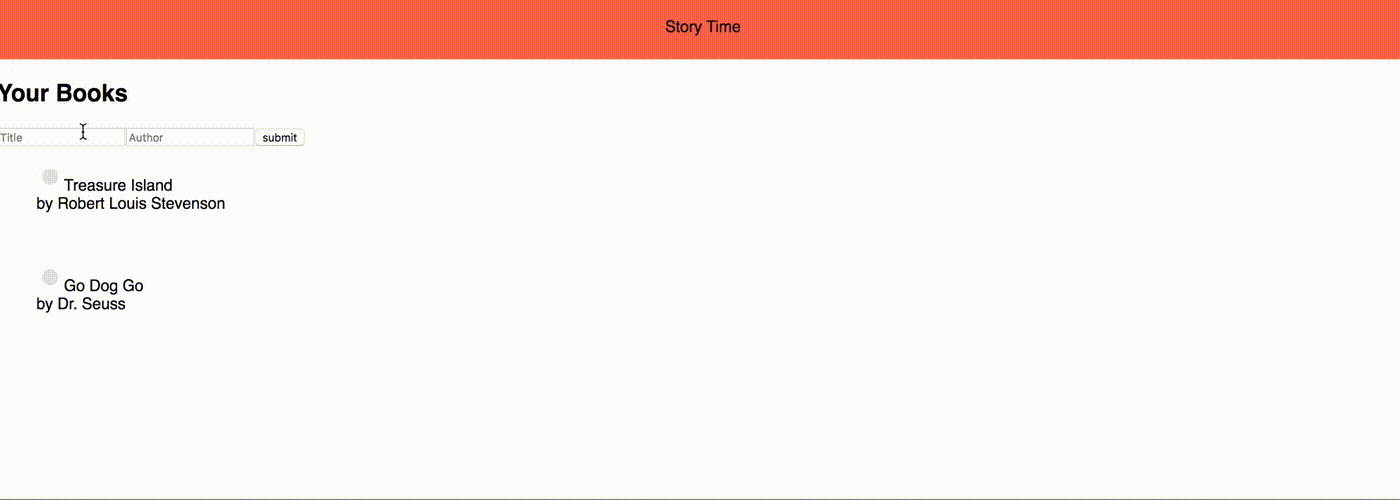 Story Time
Your Books
Title Author submit
Treasure Island
by Robert Louis Stevenson
Go Dog Go
by Dr. Seuss